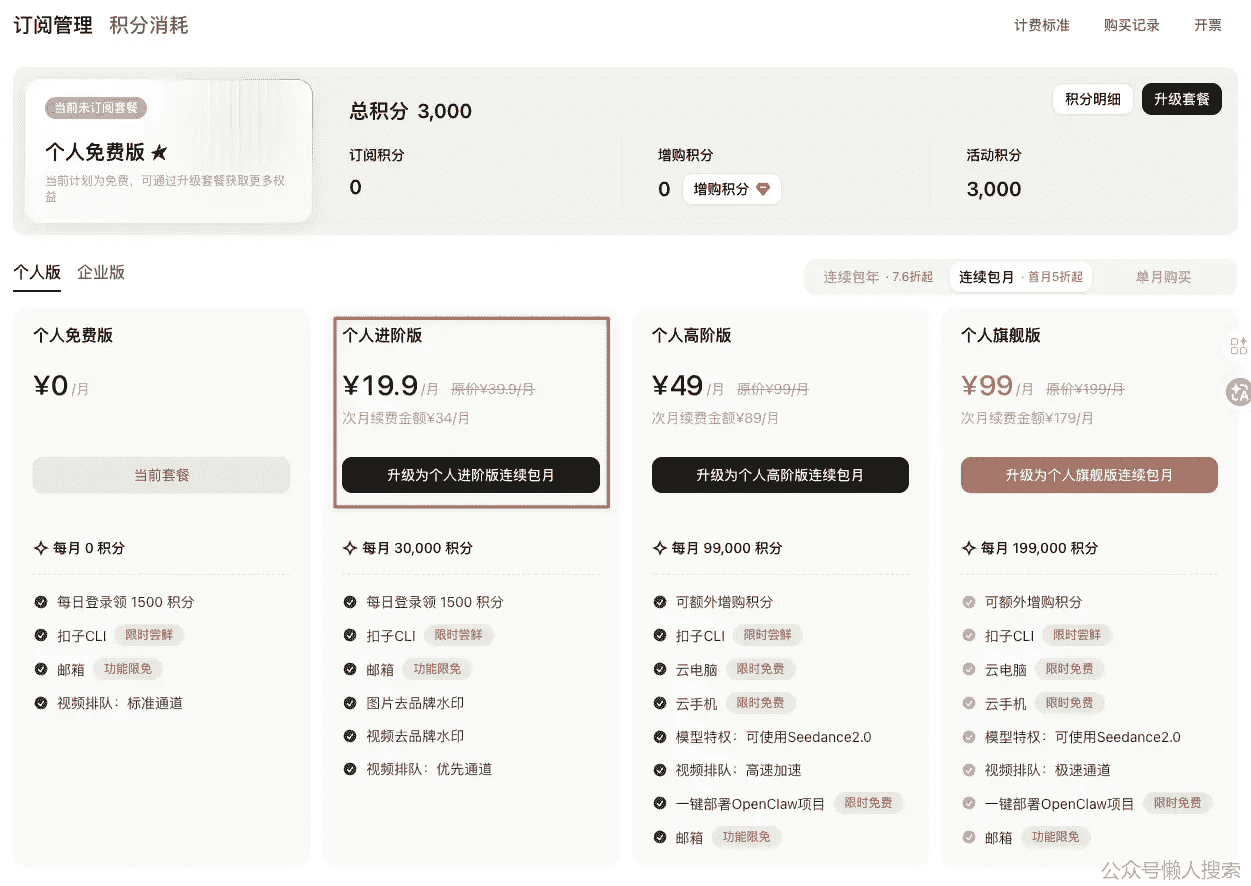 订阅管理 积分消耗 计费标准 购买记录 开票
当前未订阅套餐
个人免费版
当前计划为免费，可通过升级套餐获取更多权
益
总积分 3,000
积分明细 升级套餐
订阅积分 增购积分 活动积分
0 0 增购积分 3,000
个人版 企业版
连续包年 · 7.6折起 连续包月 · 首月5折起 单月购买
个人免费版
¥0/月
当前套餐
每月 0 积分
每日登录领 1500 积分
扣子CLI 限时尝鲜
邮箱 功能限免
视频排队：标准通道
个人进阶版
¥19.9/月 原价¥39.9/月
次月续费金额¥34/月
升级为个人进阶版连续包月
每月 30,000 积分
每日登录领 1500 积分
扣子CLI 限时尝鲜
邮箱 功能限免
图片去品牌水印
视频去品牌水印
视频排队：优先通道
个人高阶版
¥49/月 原价¥99/月
次月续费金额¥89/月
升级为个人高阶版连续包月
每月 99,000 积分
可额外增购积分
扣子CLI 限时尝鲜
云电脑 限时免费
云手机 限时免费
模型特权：可使用Seedance2.0
视频排队：高速加速
一键部署OpenClaw项目 限时免费
邮箱 功能限免
个人旗舰版
¥99/月 原价¥199/月
次月续费金额¥179/月
升级为个人旗舰版连续包月
每月 199,000 积分
可额外增购积分
扣子CLI 限时尝鲜
云电脑 限时免费
云手机 限时免费
模型特权：可使用Seedance2.0
视频排队：极速通道
一键部署OpenClaw项目 限时免费
邮箱 功能限免
公众号懒人搜索